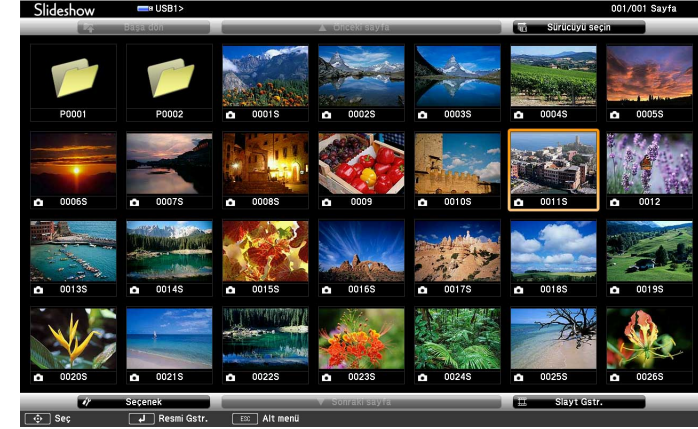 Slideshow USB1> 001/001 Sayfa
Başa dön Önceki sayfa Sürücüyü seçin
P0001 P0002 0001S 0002S 0003S 0004S 0005S
0006S 0007S 0008S 0009 0010S 0011S 0012
0013S 0014S 0015S 0016S 0017S 0018S 0019S
0020S 0021S 0022S 0023S 0024S 0025S 0026S
Seçenek Sonraki sayfa Slayt Gstr.
Seç Resmi Gstr. ESC Alt menü